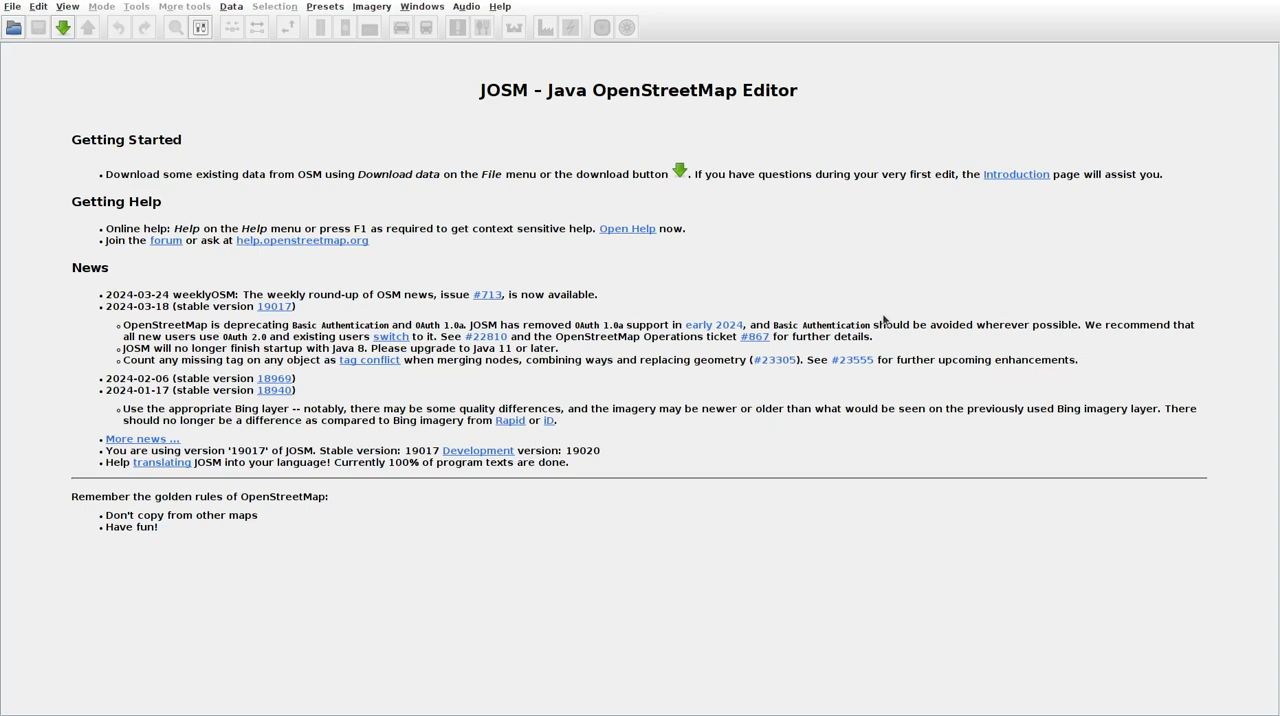 File Edit View Mode Tools More tools Data Selection Presets Imagery Windows Audio Help
JOSM – Java OpenStreetMap Editor
Getting Started
• Download some existing data from OSM using Download data on the File menu or the download button . If you have questions during your very first edit, the Introduction page will assist you.
Getting Help
• Online help: Help on the Help menu or press F1 as required to get context sensitive help. Open Help now.
• Join the forum or ask at help.openstreetmap.org
News
• 2024-03-24 weeklyOSM: The weekly round-up of OSM news, issue #713, is now available.
• 2024-03-18 (stable version 19017)
◦ OpenStreetMap is deprecating Basic Authentication and OAuth 1.0a. JOSM has removed OAuth 1.0a support in early 2024, and Basic Authentication should be avoided wherever possible. We recommend that
all new users use OAuth 2.0 and existing users switch to it. See #22810 and the OpenStreetMap Operations ticket #867 for further details.
◦ JOSM will no longer finish startup with Java 8. Please upgrade to Java 11 or later.
◦ Count any missing tag on any object as tag conflict when merging nodes, combining ways and replacing geometry (#23305). See #23555 for further upcoming enhancements.
• 2024-02-06 (stable version 18969)
• 2024-01-17 (stable version 18940)
◦ Use the appropriate Bing layer -- notably, there may be some quality differences, and the imagery may be newer or older than what would be seen on the previously used Bing imagery layer. There
should no longer be a difference as compared to Bing imagery from Rapid or iD.
• More news ...
• You are using version '19017' of JOSM. Stable version: 19017 Development version: 19020
• Help translating JOSM into your language! Currently 100% of program texts are done.
Remember the golden rules of OpenStreetMap:
• Don't copy from other maps
• Have fun!